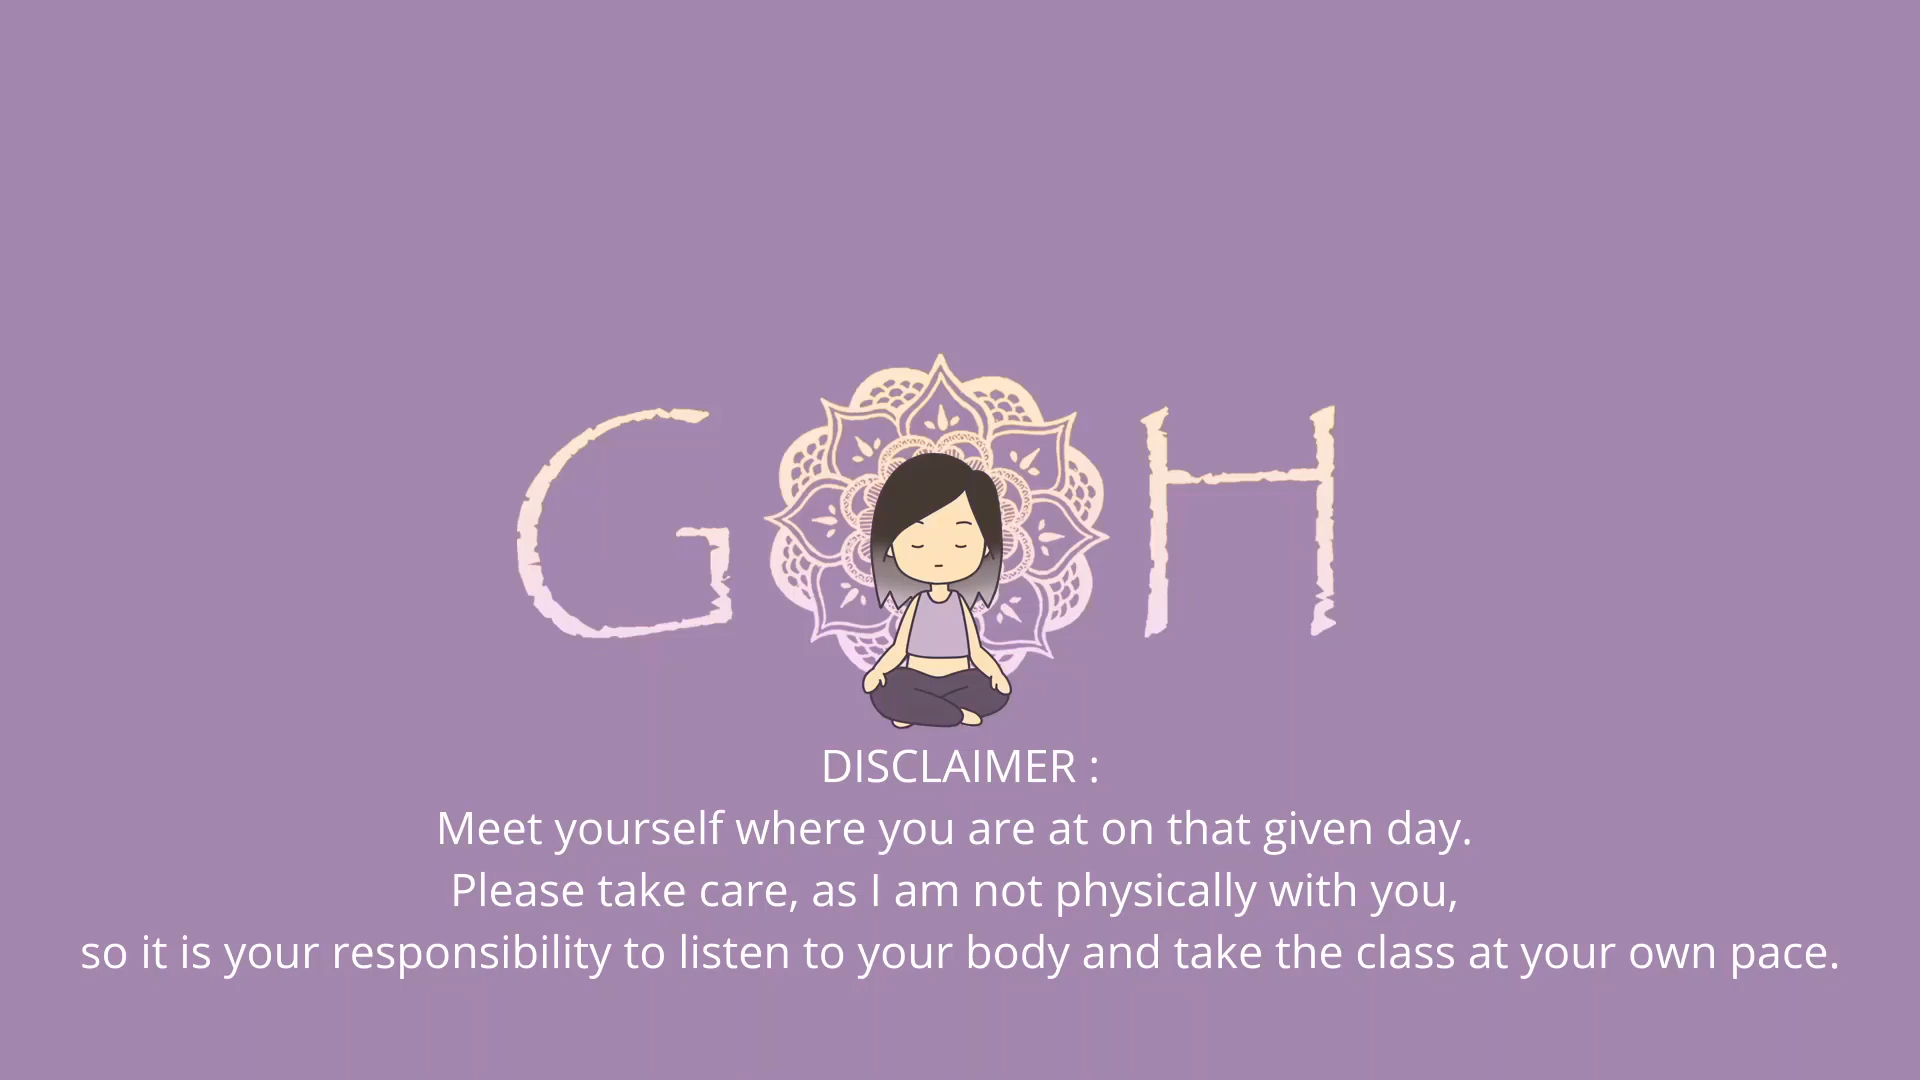 G H
DISCLAIMER :
Meet yourself where you are at on that given day.
Please take care, as I am not physically with you,
so it is your responsibility to listen to your body and take the class at your own pace.